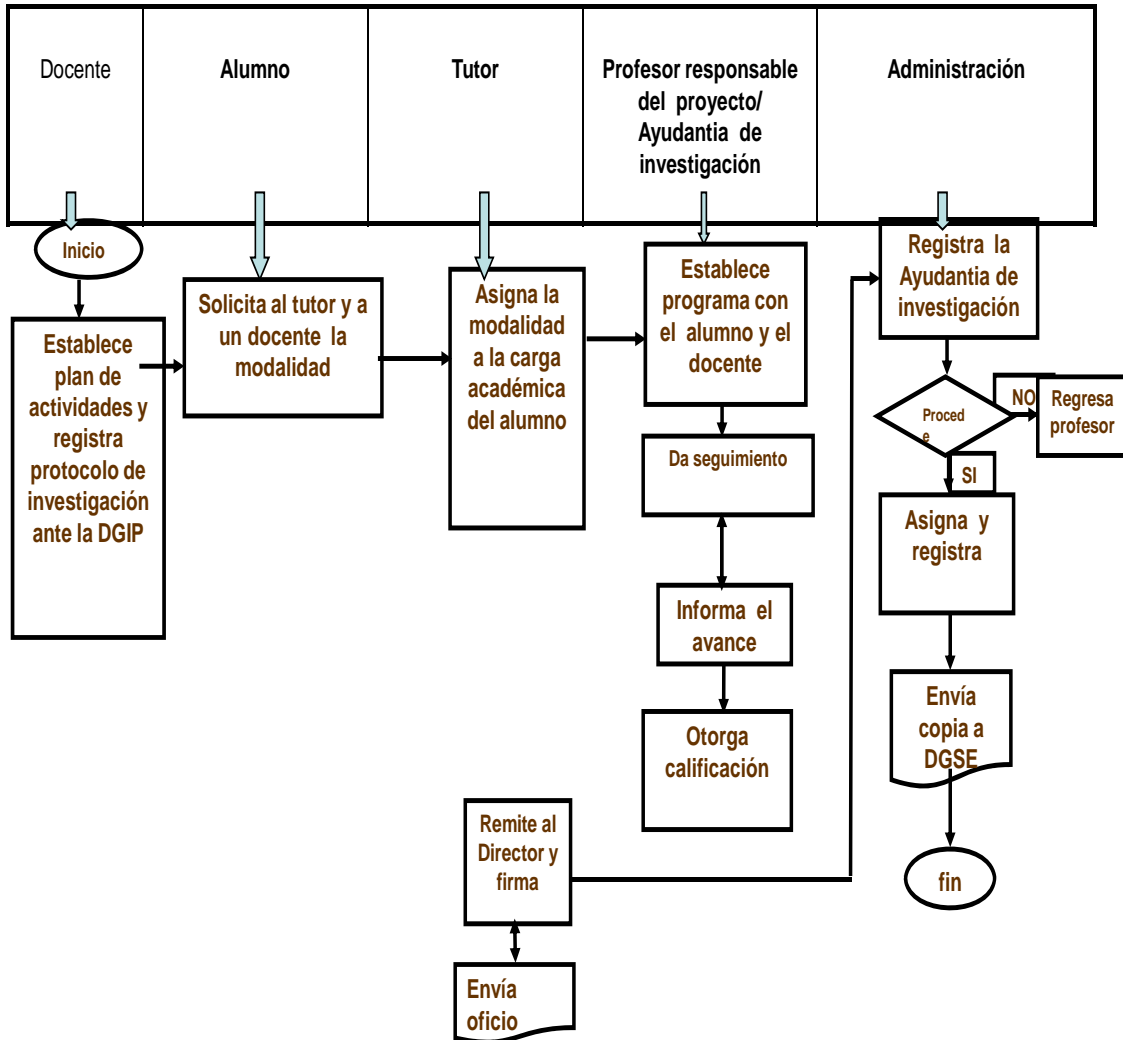 Docente
Alumno
Tutor
Profesor responsable
del proyecto/
Ayudantia de
investigación
Administración
Inicio
Establece
plan de
actividades y
registra
protocolo de
investigación
ante la DGIP
Solicita al tutor y a
un docente la
modalidad
Asigna la
modalidad
a la carga
académica
del alumno
Establece
programa con
el alumno y el
docente
Da seguimiento
Informa el
avance
Otorga
calificación
Remite al
Director y
firma
Envía
oficio
Registra la
Ayudantia de
investigación
Proced
e
NO
Regresa
profesor
SI
Asigna y
registra
Envía
copia a
DGSE
fin